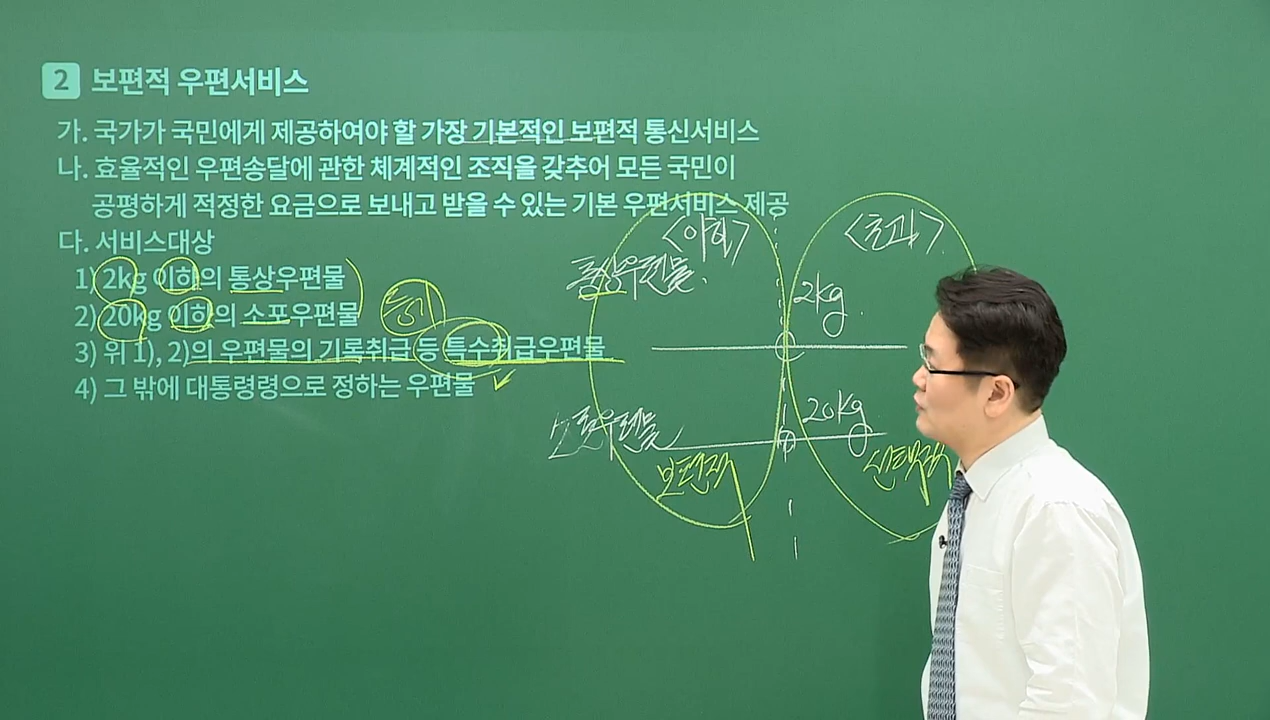 2 보편적 우편서비스
가. 국가가 국민에게 제공하여야 할 가장 기본적인 보편적 통신서비스
나. 효율적인 우편송달에 관한 체계적인 조직을 갖추어 모든 국민이
공평하게 적정한 요금으로 보내고 받을 수 있는 기본 우편서비스 제공
다. 서비스대상
1) 2kg 이하의 통상우편물
2) 20kg 이하의 소포우편물
3) 위 1), 2)의 우편물의 기록취급 등 특수취급우편물
4) 그 밖에 대통령령으로 정하는 우편물
등기
<이하>
<초과>
통상우편물.
2kg.
소포우편물
20kg
보편적
선택적